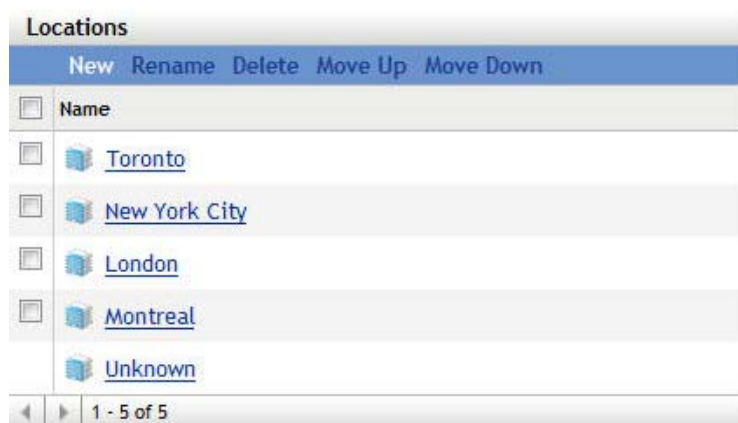 Locations
New Rename Delete Move Up Move Down
Name
Toronto
New York City
London
Montreal
Unknown
1 - 5 of 5